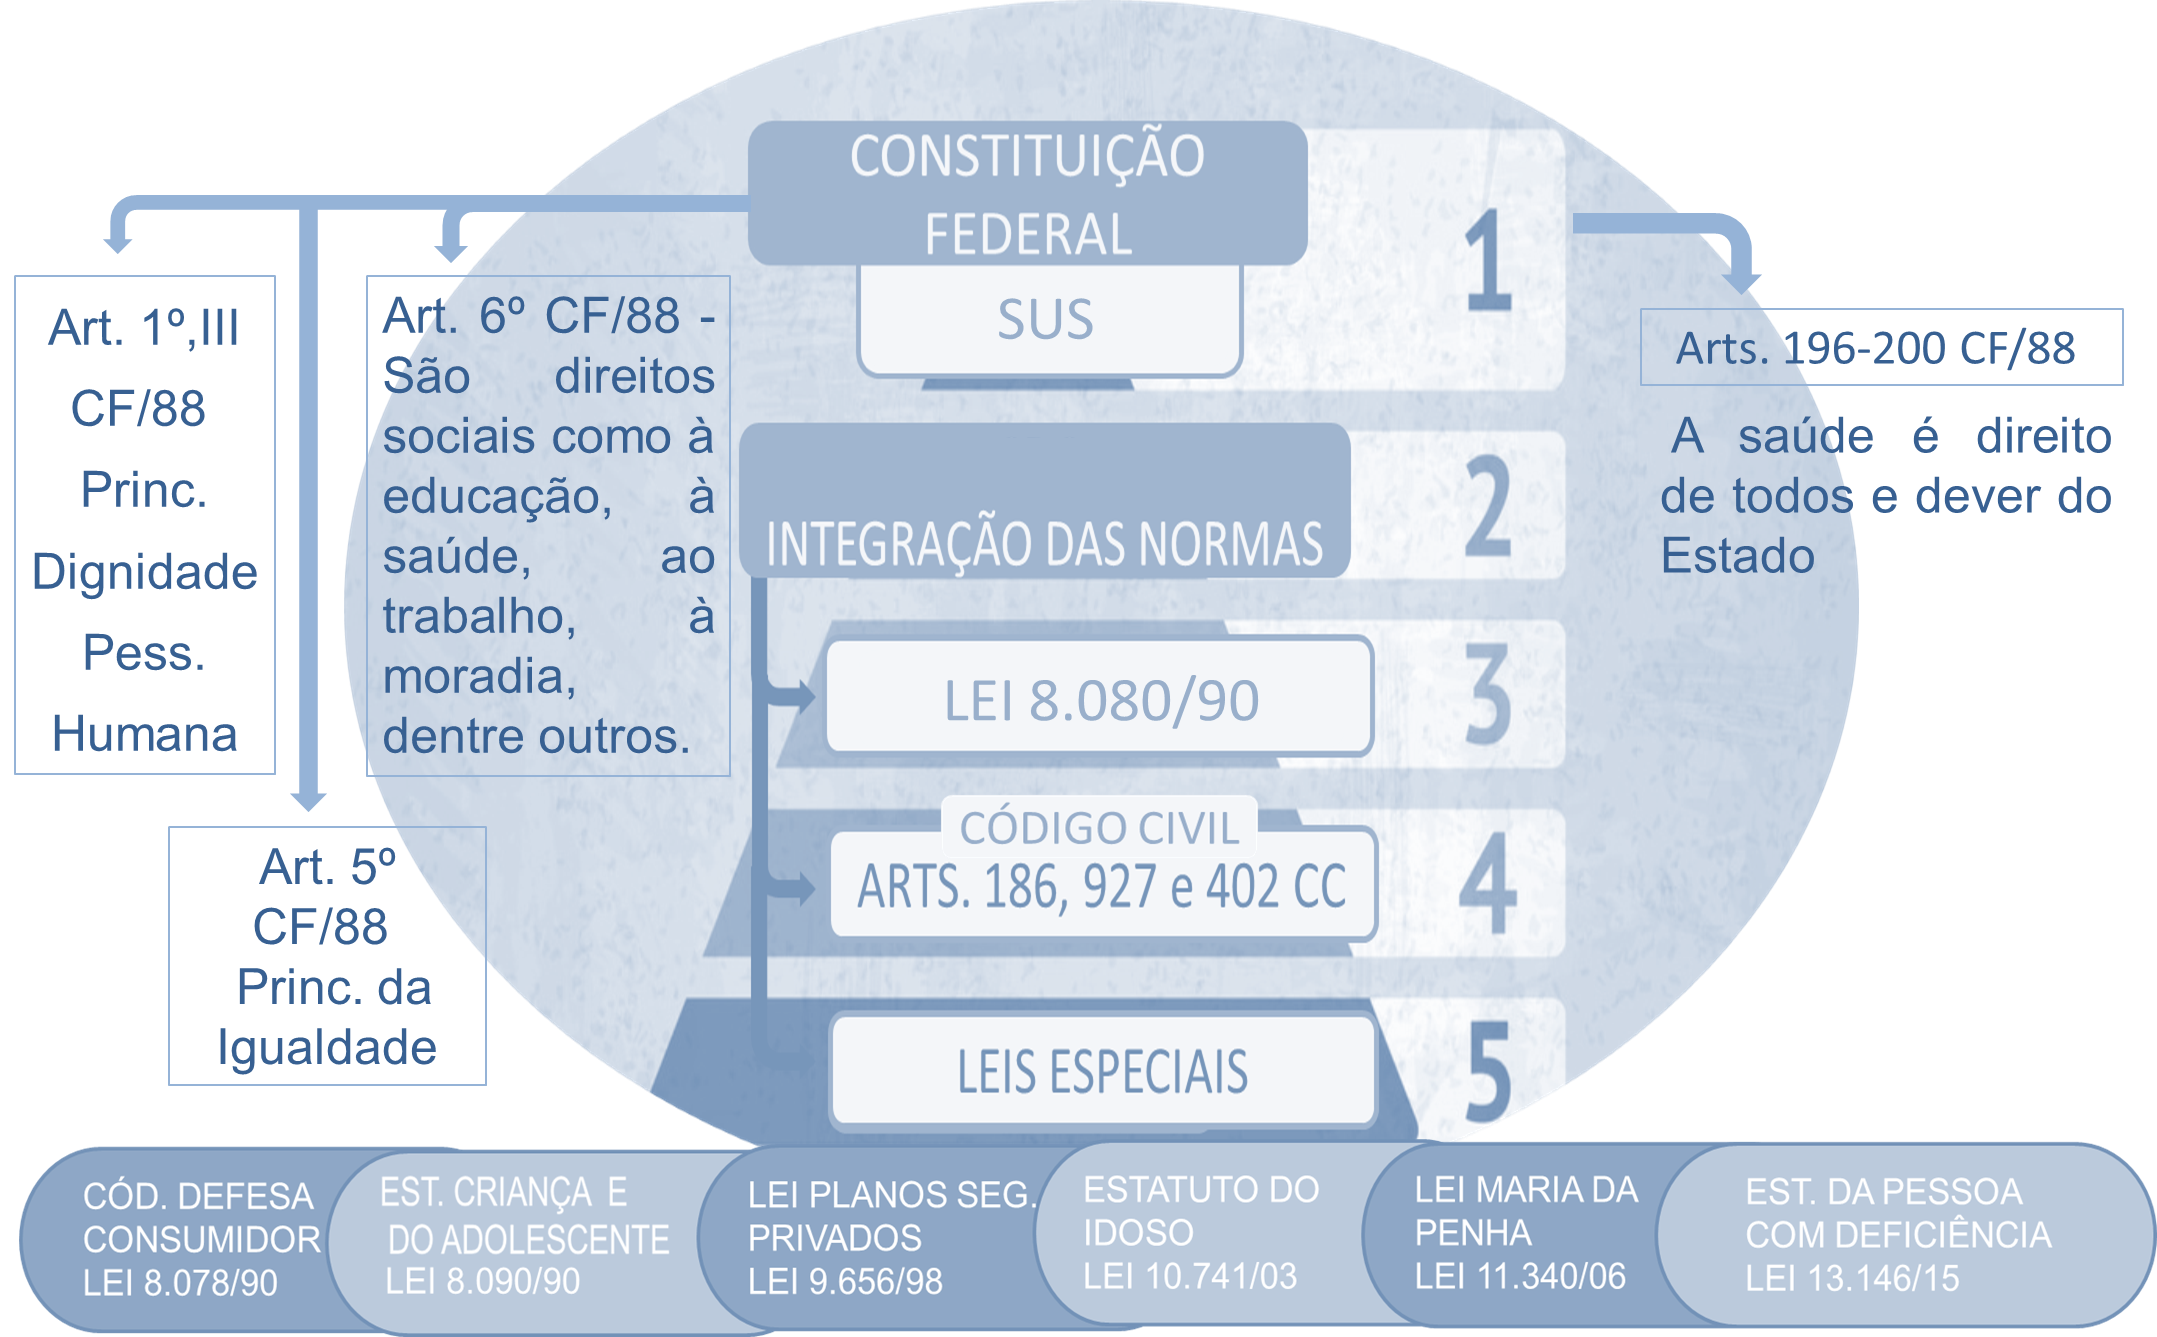 CONSTITUIÇÃO
FEDERAL
SUS
1
Art. 1º,III
CF/88
Princ.
Dignidade
Pess.
Humana
Art. 6º CF/88 -
São direitos
sociais como à
educação, à
saúde, ao
trabalho, à
moradia,
dentre outros.
Art. 5º
CF/88
Princ. da
Igualdade
Arts. 196-200 CF/88
A saúde é direito
de todos e dever do
Estado
INTEGRAÇÃO DAS NORMAS
2
LEI 8.080/90
3
CÓDIGO CIVIL
ARTS. 186, 927 e 402 CC
4
LEIS ESPECIAIS
5
CÓD. DEFESA
CONSUMIDOR
LEI 8.078/90
EST. CRIANÇA E
DO ADOLESCENTE
LEI 8.090/90
LEI PLANOS SEG.
PRIVADOS
LEI 9.656/98
ESTATUTO DO
IDOSO
LEI 10.741/03
LEI MARIA DA
PENHA
LEI 11.340/06
EST. DA PESSOA
COM DEFICIÊNCIA
LEI 13.146/15